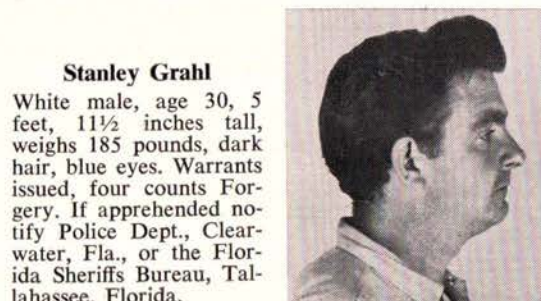 Stanley Grahl
White male, age 30, 5
feet, 11½ inches tall,
weighs 185 pounds, dark
hair, blue eyes. Warrants
issued, four counts For-
gery. If apprehended no-
tify Police Dept., Clear-
water, Fla., or the Flor-
ida Sheriffs Bureau, Tal-
lahassee, Florida.